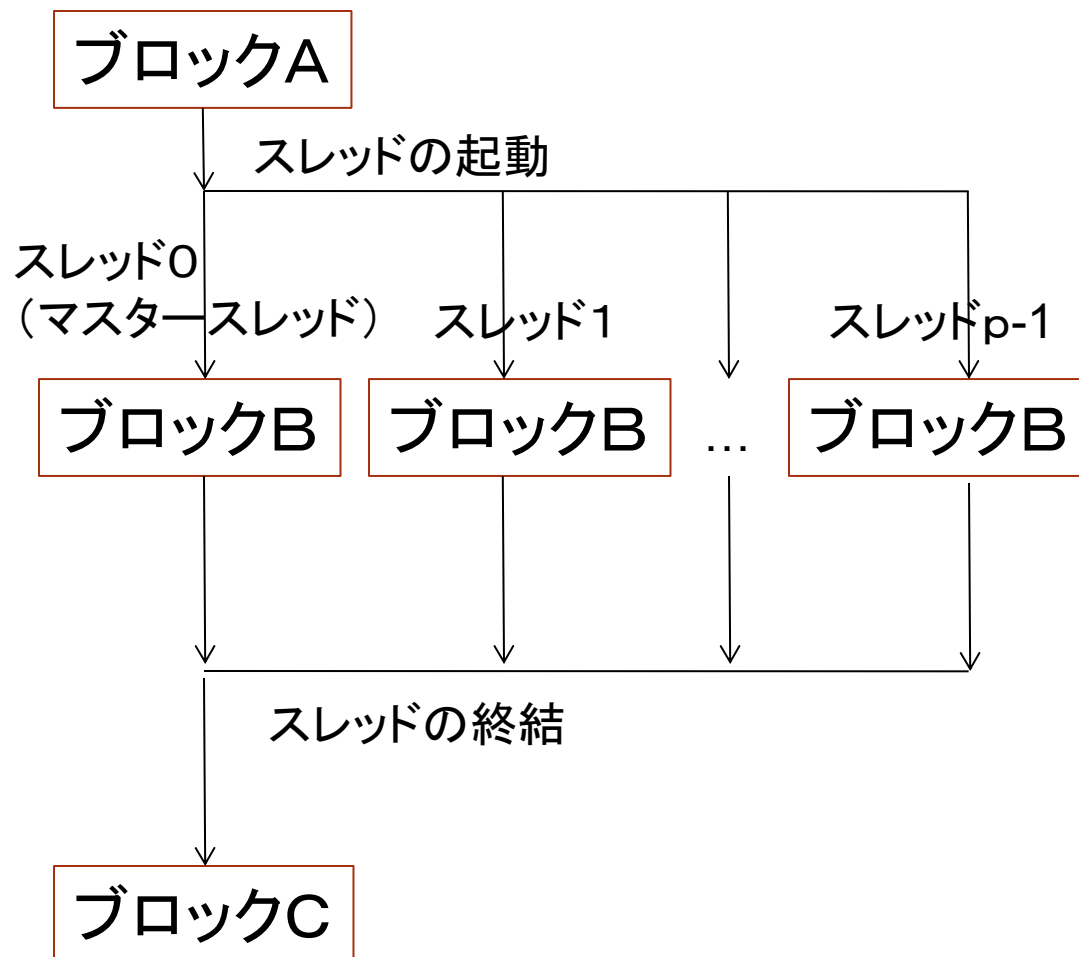 ブロックA
スレッドの起動
スレッド0
（マスタースレッド）
スレッド1
スレッドp-1
ブロックB
ブロックB
…
ブロックB
スレッドの終結
ブロックC